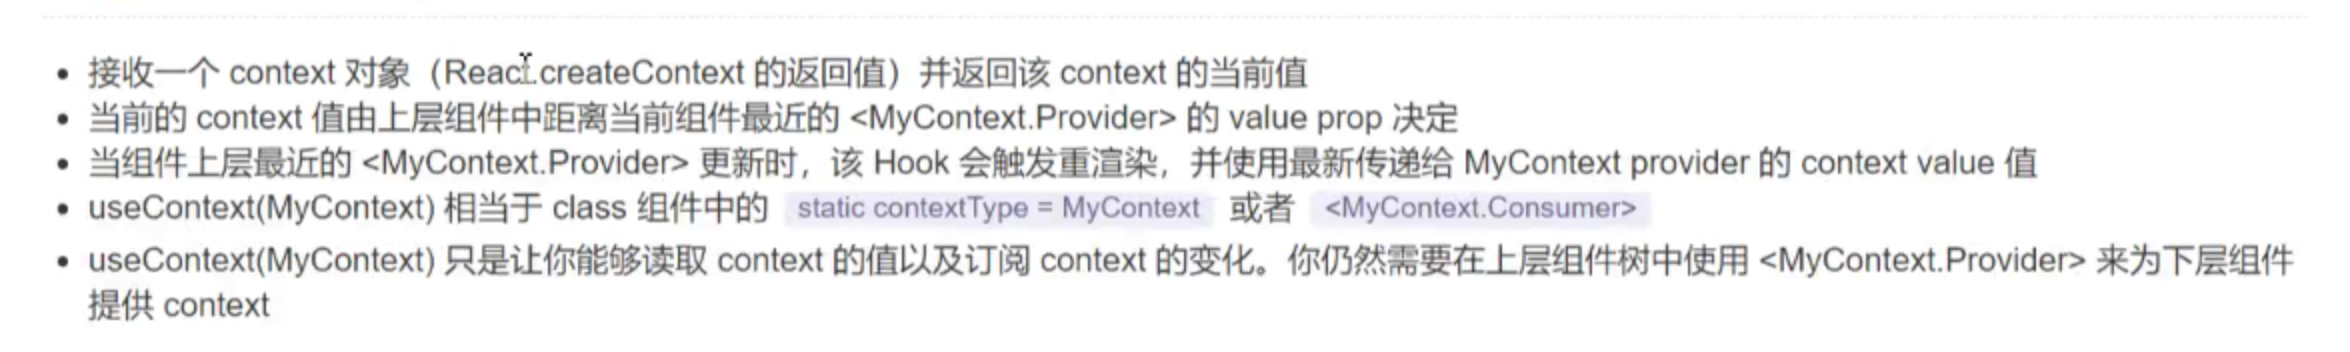 • 接收一个 context 对象（React.createContext 的返回值）并返回该 context 的当前值
• 当前的 context 值由上层组件中距离当前组件最近的 <MyContext.Provider> 的 value prop 决定
• 当组件上层最近的 <MyContext.Provider> 更新时，该 Hook 会触发重渲染，并使用最新传递给 MyContext provider 的 context value 值
• useContext(MyContext) 相当于 class 组件中的 static contextType = MyContext 或者 <MyContext.Consumer>
• useContext(MyContext) 只是让你能够读取 context 的值以及订阅 context 的变化。你仍然需要在上层组件树中使用 <MyContext.Provider> 来为下层组件
提供 context